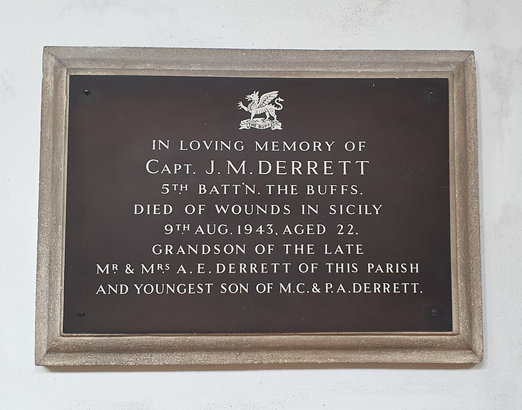 THE BUFFS
IN LOVING MEMORY OF
CAPT. J. M. DERRETT
5TH BATT'N. THE BUFFS.
DIED OF WOUNDS IN SICILY
9TH AUG. 1943, AGED 22.
GRANDSON OF THE LATE
MR & MRS A. E. DERRETT OF THIS PARISH
AND YOUNGEST SON OF M.C. & P.A. DERRETT.